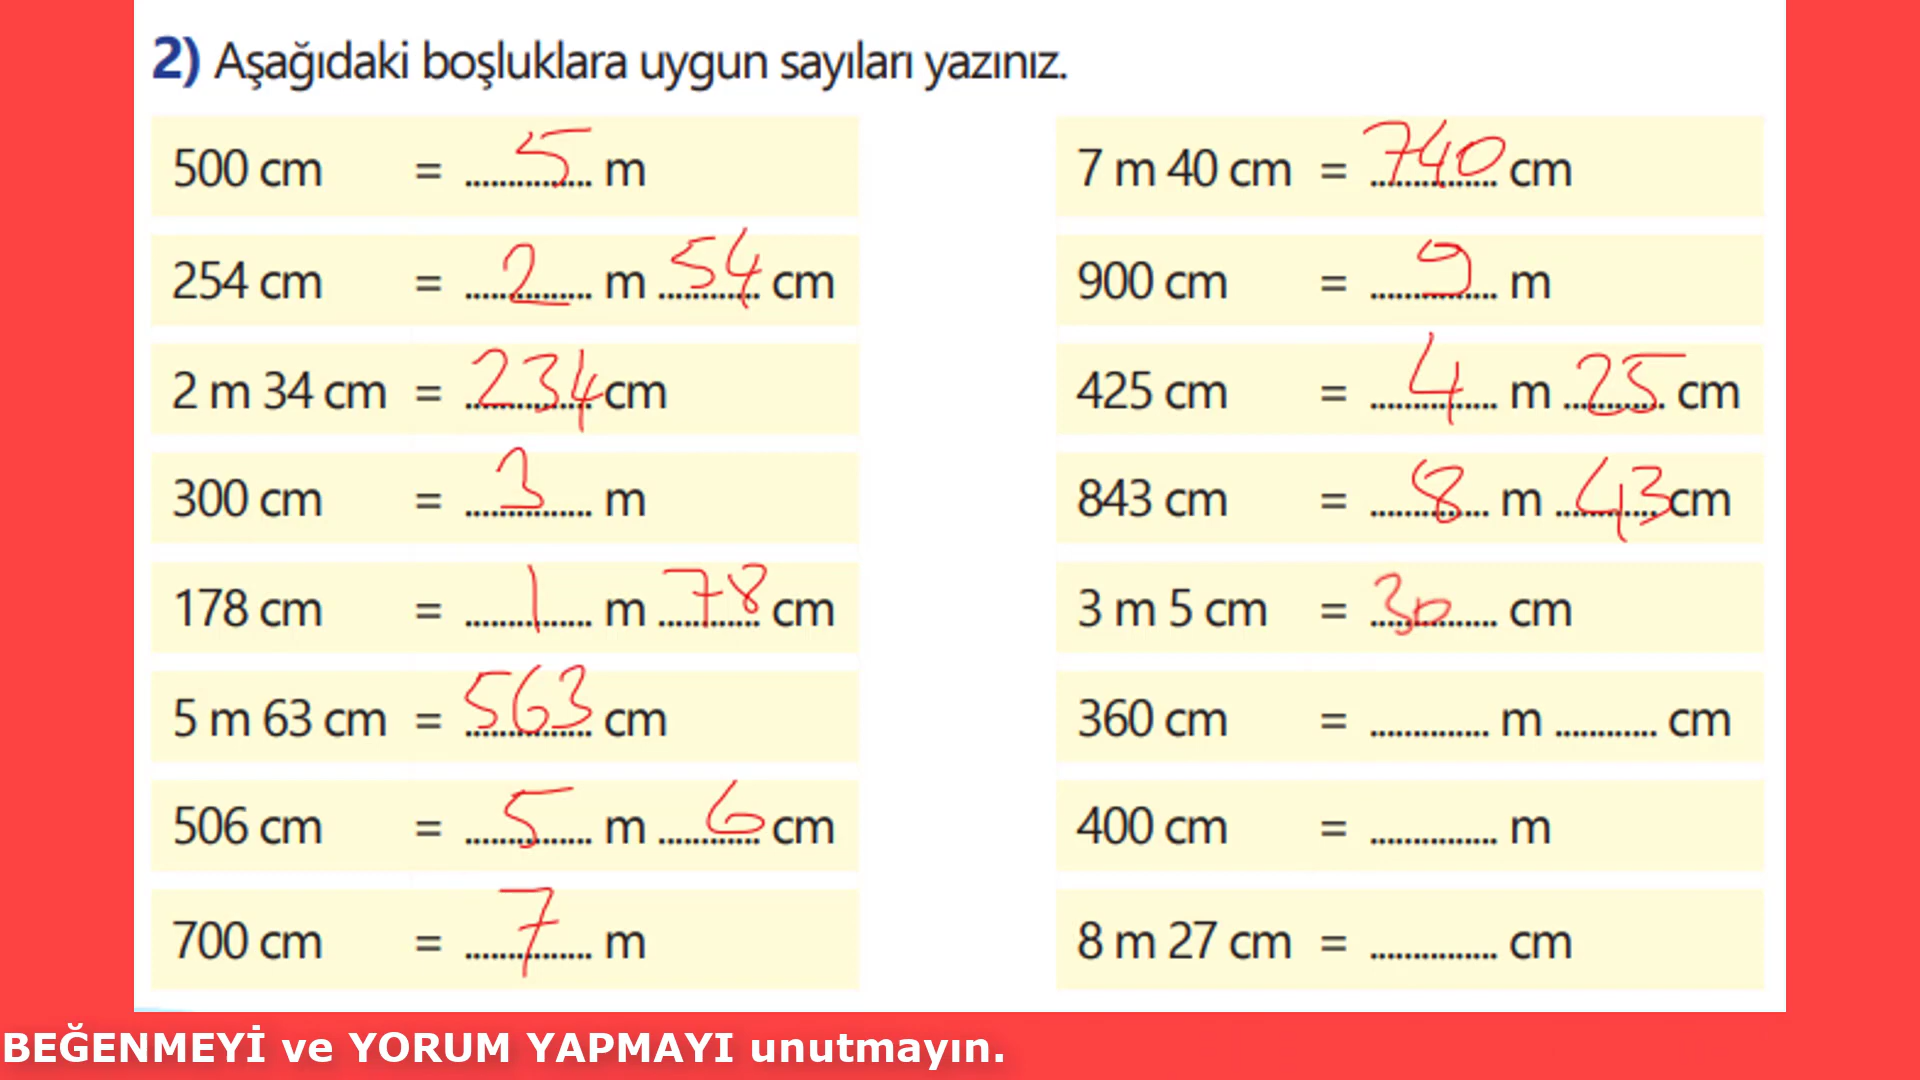 2) Aşağıdaki boşluklara uygun sayıları yazınız.
500 cm = 5 m
254 cm = 2 m 54 cm
2 m 34 cm = 234 cm
300 cm = 3 m
178 cm = 1 m 78 cm
5 m 63 cm = 563 cm
506 cm = 5 m 6 cm
700 cm = 7 m
7 m 40 cm = 740 cm
900 cm = 9 m
425 cm = 4 m 25 cm
843 cm = 8 m 43 cm
3 m 5 cm = 30 cm
360 cm = .............. m ............ cm
400 cm = ............... m
8 m 27 cm = ............... cm
BEĞENMEYİ ve YORUM YAPMAYI unutmayın.